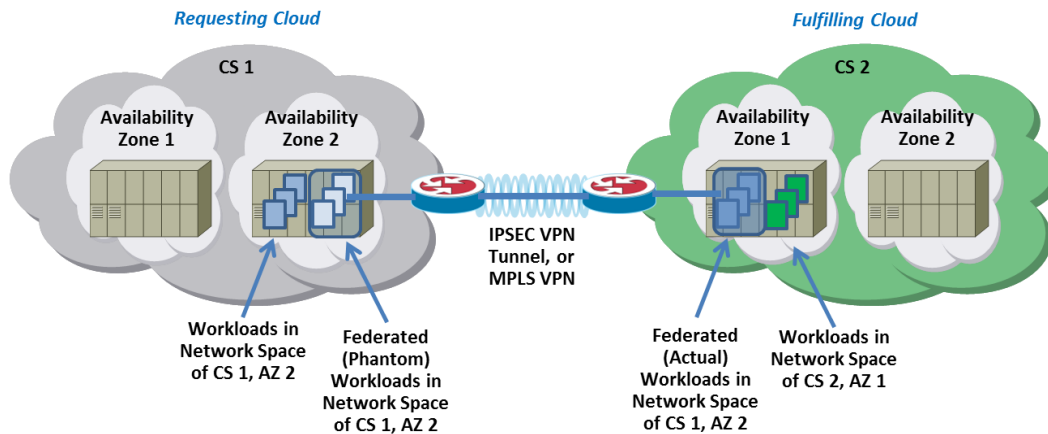 Requesting Cloud
Fulfilling Cloud
CS 1
CS 2
Availability
Zone 1
Availability
Zone 2
Availability
Zone 1
Availability
Zone 2
IPSEC VPN
Tunnel, or
MPLS VPN
Workloads in
Network Space
of CS 1, AZ 2
Federated
(Phantom)
Workloads in
Network Space
of CS 1, AZ 2
Federated
(Actual)
Workloads in
Network Space
of CS 1, AZ 2
Workloads in
Network Space
of CS 2, AZ 1